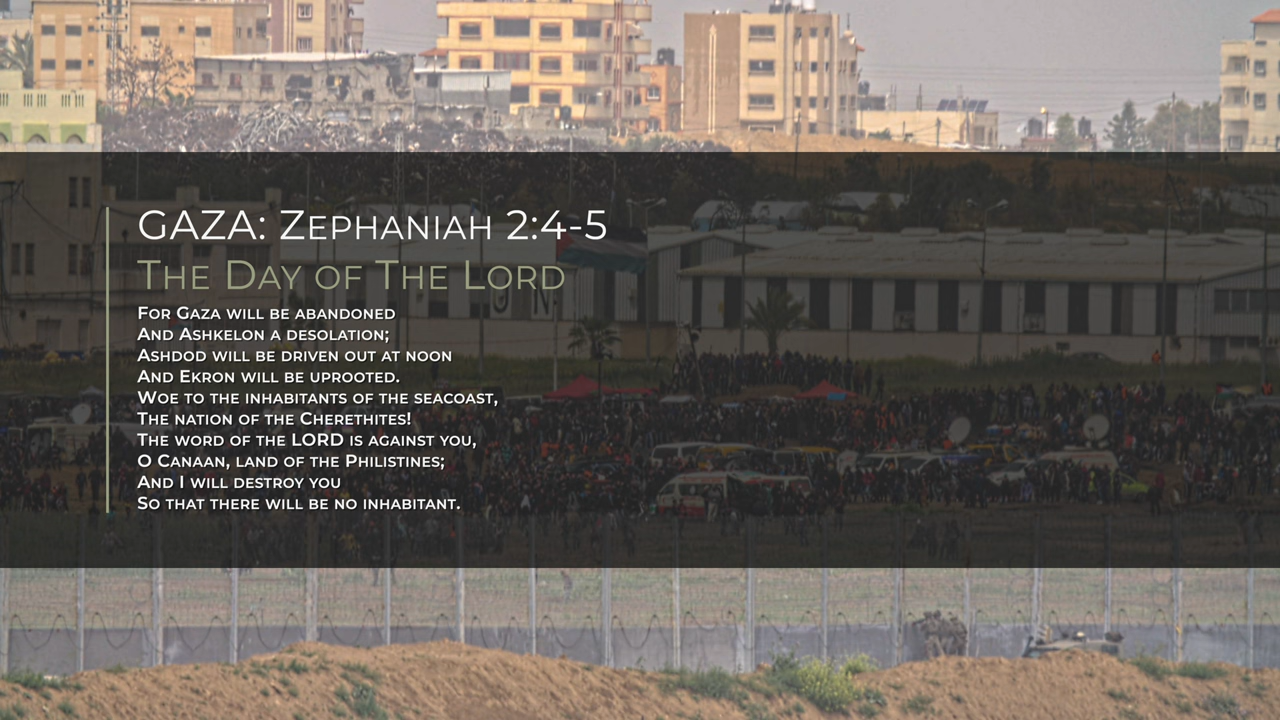 GAZA: Zephaniah 2:4-5
The Day of The Lord
For Gaza will be abandoned
And Ashkelon a desolation;
Ashdod will be driven out at noon
And Ekron will be uprooted.
Woe to the inhabitants of the seacoast,
The nation of the Cherethites!
The word of the LORD is against you,
O Canaan, land of the Philistines;
And I will destroy you
So that there will be no inhabitant.
UN